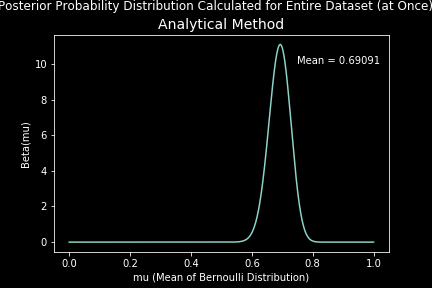 Posterior Probability Distribution Calculated for Entire Dataset (at Once)
Analytical Method
Mean = 0.69091
Beta(mu)
10
8
6
4
2
0
0.0 0.2 0.4 0.6 0.8 1.0
mu (Mean of Bernoulli Distribution)